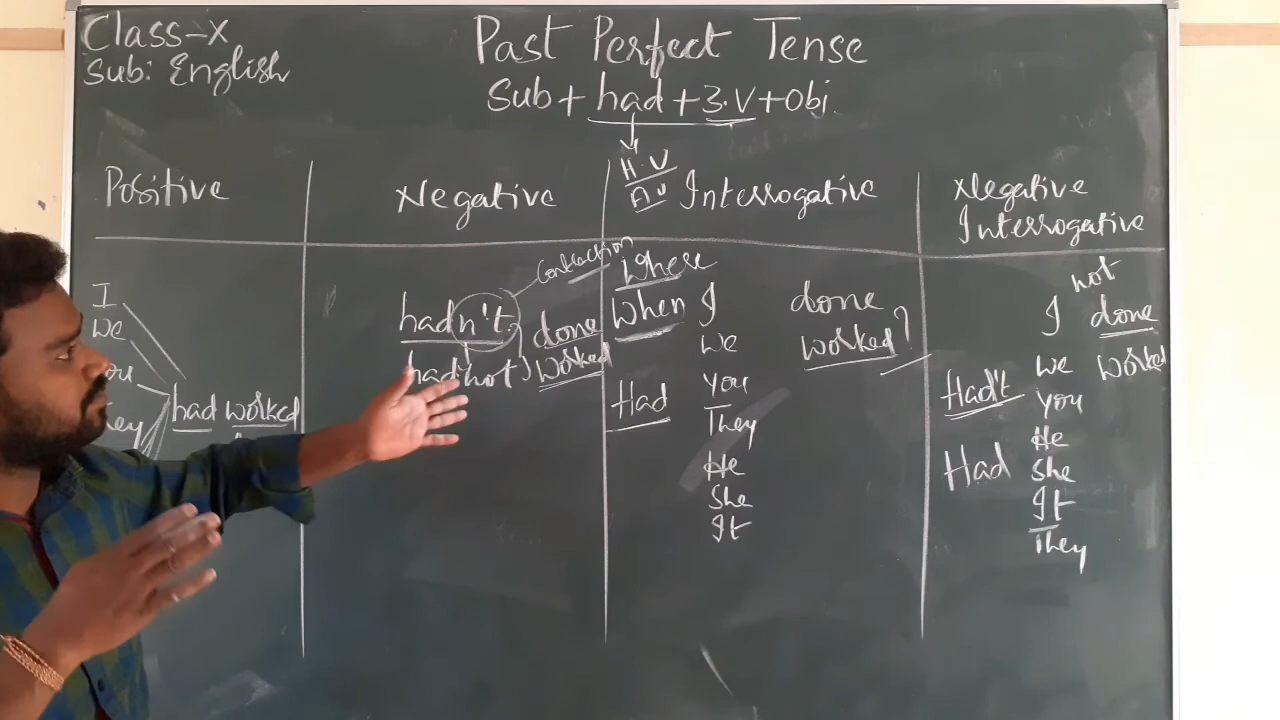 Class-X
Sub: English
Past Perfect Tense
Sub + had + 3.V + Obj.
H.V
A.V
Positive
I
We
ou
hey
had worked
Negative
Contraction
hadn't
had not
done
worked
Interrogative
Where
When
Had
I
we
you
They
He
She
It
done
worked?
Negative
Interrogative
Had't
Had
I
we
you
He
She
It
They
not
done
worked